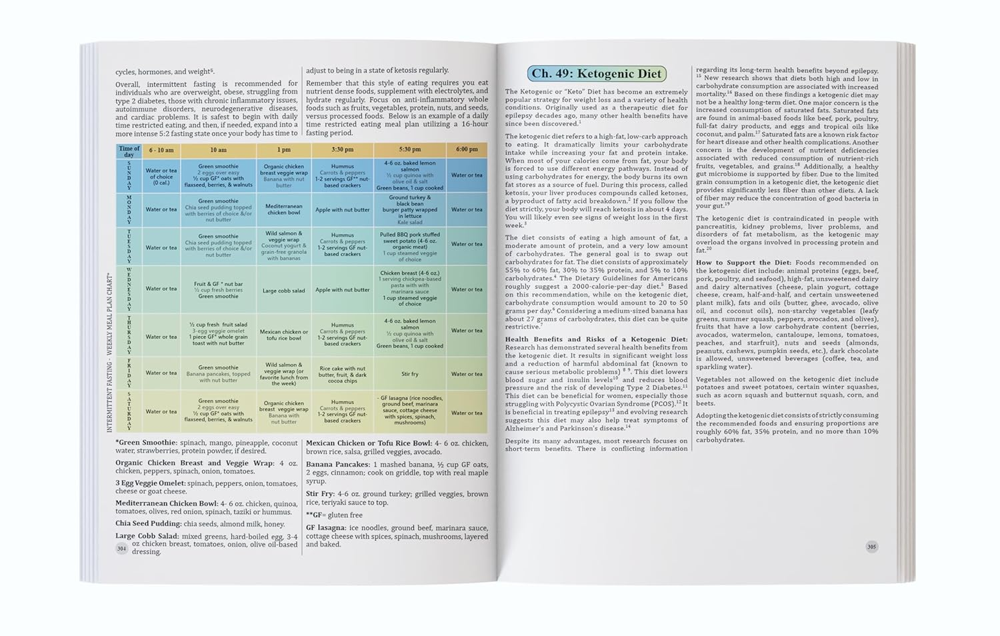 cycles, hormones, and weight⁵.
Overall, intermittent fasting is recommended for
individuals who are overweight, obese, struggling from
type 2 diabetes, those with chronic inflammatory issues,
autoimmune disorders, neurodegenerative diseases,
and cardiac problems. It is safest to begin with daily
time restricted eating, and then, if needed, expand into a
more intense 5:2 fasting state once your body has time to
adjust to being in a state of ketosis regularly.
Remember that this style of eating requires you eat
nutrient dense foods, supplement with electrolytes, and
hydrate regularly. Focus on anti-inflammatory whole
foods such as fruits, vegetables, protein, nuts, and seeds,
versus processed foods. Below is an example of a daily
time restricted eating meal plan utilizing a 16-hour
fasting period.
INTERMITTENT FASTING - WEEKLY MEAL PLAN CHART*
Time of
day
6 - 10 am
10 am
1 pm
3:30 pm
5:30 pm
6:00 pm
SUNDAY
Water or tea
of choice
(0 cal.)
Green smoothie
2 eggs over easy
½ cup GF* oats with
flaxseed, berries, & walnuts
Organic chicken
breast veggie wrap
Banana with nut
butter
Hummus
Carrots & peppers
1-2 servings GF** nut-
based crackers
4-6 oz. baked lemon
salmon
½ cup quinoa with
olive oil & salt
Green beans, 1 cup cooked
Water or tea
MONDAY
Water or tea
Green smoothie
Chia seed pudding topped
with berries of choice &/or
nut butter
Mediterranean
chicken bowl
Apple with nut butter
Ground turkey &
black bean
burger patty wrapped
in lettuce
Kale salad
Water or tea
TUESDAY
Water or tea
Green smoothie
Chia seed pudding topped
with berries of choice &/or
nut butter
Wild salmon &
veggie wrap
Coconut yogurt &
grain-free granola
with bananas
Hummus
Carrots & peppers
1-2 servings GF nut-
based crackers
Pulled BBQ pork stuffed
sweet potato (4-6 oz.
organic meat)
1 cup steamed veggie
of choice
Water or tea
WEDNESDAY
Water or tea
Fruit & GF * nut bar
½ cup fresh berries
Green smoothie
Large cobb salad
Apple with nut butter
Chicken breast (4-6 oz.)
1 serving chickpea-based
pasta with with
marinara sauce
1 cup steamed veggie
of choice
Water or tea
THURSDAY
Water or tea
½ cup fresh fruit salad
3-egg veggie omelet
1 piece GF* whole grain
toast with nut butter
Mexican chicken or
tofu rice bowl
Hummus
Carrots & peppers
1-2 servings GF nut-
based crackers
4-6 oz. baked lemon
salmon
½ cup quinoa with
olive oil & salt
Green beans, 1 cup cooked
Water or tea
FRIDAY
Water or tea
Green smoothie
Banana pancakes, topped
with nut butter
Wild salmon &
veggie wrap (or
favorite lunch from
the week)
Rice cake with nut
butter, fruit, & dark
cocoa chips
Stir fry
Water or tea
SATURDAY
Water or tea
Green smoothie
2 eggs over easy
½ cup GF* oats with
flaxseed, berries, & walnuts
Organic chicken
breast veggie wrap
Banana with
nut butter
Hummus
Carrots & peppers
1-2 servings GF nut-
based crackers
- GF lasagna (rice noodles,
ground beef, marinara
sauce, cottage cheese
with spices, spinach,
mushrooms)
Water or tea
*Green Smoothie: spinach, mango, pineapple, coconut
water, strawberries, protein powder, if desired.
Organic Chicken Breast and Veggie Wrap: 4 oz.
chicken, peppers, spinach, onion, tomatoes.
3 Egg Veggie Omelet: spinach, peppers, onion, tomatoes,
cheese or goat cheese.
Mediterranean Chicken Bowl: 4- 6 oz. chicken, quinoa,
tomatoes, olives, red onion, spinach, taziki or hummus.
Chia Seed Pudding: chia seeds, almond milk, honey.
Large Cobb Salad: mixed greens, hard-boiled egg, 3-4
oz chicken breast, tomatoes, onion, olive oil-based
dressing.
304
Mexican Chicken or Tofu Rice Bowl: 4- 6 oz. chicken,
brown rice, salsa, grilled veggies, avocado.
Banana Pancakes: 1 mashed banana, ½ cup GF oats,
2 eggs, cinnamon; cook on griddle, top with real maple
syrup.
Stir Fry: 4-6 oz. ground turkey; grilled veggies, brown
rice, teriyaki sauce to top.
**GF= gluten free
GF lasagna: ice noodles, ground beef, marinara sauce,
cottage cheese with spices, spinach, mushrooms, layered
and baked.
Ch. 49: Ketogenic Diet
The Ketogenic or “Keto” Diet has become an extremely
popular strategy for weight loss and a variety of health
conditions. Originally used as a therapeutic diet for
epilepsy decades ago, many other health benefits have
since been discovered.¹
The ketogenic diet refers to a high-fat, low-carb approach
to eating. It dramatically limits your carbohydrate
intake while increasing your fat and protein intake.
When most of your calories come from fat, your body
is forced to use different energy pathways. Instead of
using carbohydrates for energy, the body burns its own
fat stores as a source of fuel. During this process, called
ketosis, your liver produces compounds called ketones,
a byproduct of fatty acid breakdown.² If you follow the
diet strictly, your body will reach ketosis in about 4 days.
You will likely even see signs of weight loss in the first
week.³
The diet consists of eating a high amount of fat, a
moderate amount of protein, and a very low amount
of carbohydrates. The general goal is to swap out
carbohydrates for fat. The diet consists of approximately
55% to 60% fat, 30% to 35% protein, and 5% to 10%
carbohydrates.⁴ The Dietary Guidelines for Americans
roughly suggest a 2000-calorie-per-day diet.⁵ Based
on this recommendation, while on the ketogenic diet,
carbohydrate consumption would amount to 20 to 50
grams per day.⁶ Considering a medium-sized banana has
about 27 grams of carbohydrates, this diet can be quite
restrictive.⁷
Health Benefits and Risks of a Ketogenic Diet:
Research has demonstrated several health benefits from
the ketogenic diet. It results in significant weight loss
and a reduction of harmful abdominal fat (known to
cause serious metabolic problems) ⁸ ⁹. This diet lowers
blood sugar and insulin levels¹⁰ and reduces blood
pressure and the risk of developing Type 2 Diabetes.¹¹
This diet can be beneficial for women, especially those
struggling with Polycystic Ovarian Syndrome (PCOS).¹² It
is beneficial in treating epilepsy¹³ and evolving research
suggests this diet may also help treat symptoms of
Alzheimer’s and Parkinson’s disease.¹⁴
Despite its many advantages, most research focuses on
short-term benefits. There is conflicting information
regarding its long-term health benefits beyond epilepsy.
¹⁵ New research shows that diets both high and low in
carbohydrate consumption are associated with increased
mortality.¹⁶ Based on these findings a ketogenic diet may
not be a healthy long-term diet. One major concern is the
increased consumption of saturated fats. Saturated fats
are found in animal-based foods like beef, pork, poultry,
full-fat dairy products, and eggs and tropical oils like
coconut, and palm.¹⁷ Saturated fats are a known risk factor
for heart disease and other health complications. Another
concern is the development of nutrient deficiencies
associated with reduced consumption of nutrient-rich
fruits, vegetables, and grains.¹⁸ Additionally, a healthy
gut microbiome is supported by fiber. Due to the limited
grain consumption in a ketogenic diet, the ketogenic diet
provides significantly less fiber than other diets. A lack
of fiber may reduce the concentration of good bacteria in
your gut.¹⁹
The ketogenic diet is contraindicated in people with
pancreatitis, kidney problems, liver problems, and
disorders of fat metabolism, as the ketogenic may
overload the organs involved in processing protein and
fat.²⁰
How to Support the Diet: Foods recommended on
the ketogenic diet include: animal proteins (eggs, beef,
pork, poultry, and seafood), high-fat, unsweetened dairy
and dairy alternatives (cheese, plain yogurt, cottage
cheese, cream, half-and-half, and certain unsweetened
plant milk), fats and oils (butter, ghee, avocado, olive
oil, and coconut oils), non-starchy vegetables (leafy
greens, summer squash, peppers, avocados, and olives),
fruits that have a low carbohydrate content (berries,
avocados, watermelon, cantaloupe, lemons, tomatoes,
peaches, and starfruit), nuts and seeds (almonds,
peanuts, cashews, pumpkin seeds, etc.), dark chocolate
is allowed, unsweetened beverages (coffee, tea, and
sparkling water).
Vegetables not allowed on the ketogenic diet include
potatoes and sweet potatoes, certain winter squashes,
such as acorn squash and butternut squash, corn, and
beets.
Adopting the ketogenic diet consists of strictly consuming
the recommended foods and ensuring proportions are
roughly 60% fat, 35% protein, and no more than 10%
carbohydrates.
305